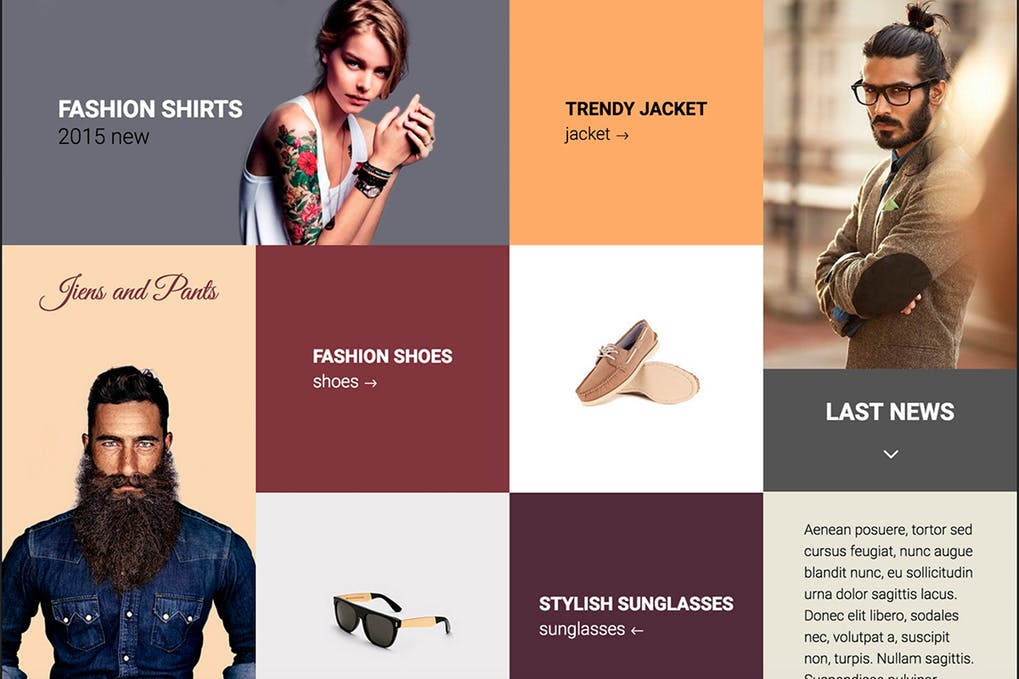 FASHION SHIRTS
2015 new
TRENDY JACKET
jacket →
Jiens and Pants
FASHION SHOES
shoes →
LAST NEWS
STYLISH SUNGLASSES
sunglasses ←
Aenean posuere, tortor sed
cursus feugiat, nunc augue
blandit nunc, eu sollicitudin
urna dolor sagittis lacus.
Donec elit libero, sodales
nec, volutpat a, suscipit
non, turpis. Nullam sagittis.
Suspendisse pulvinar